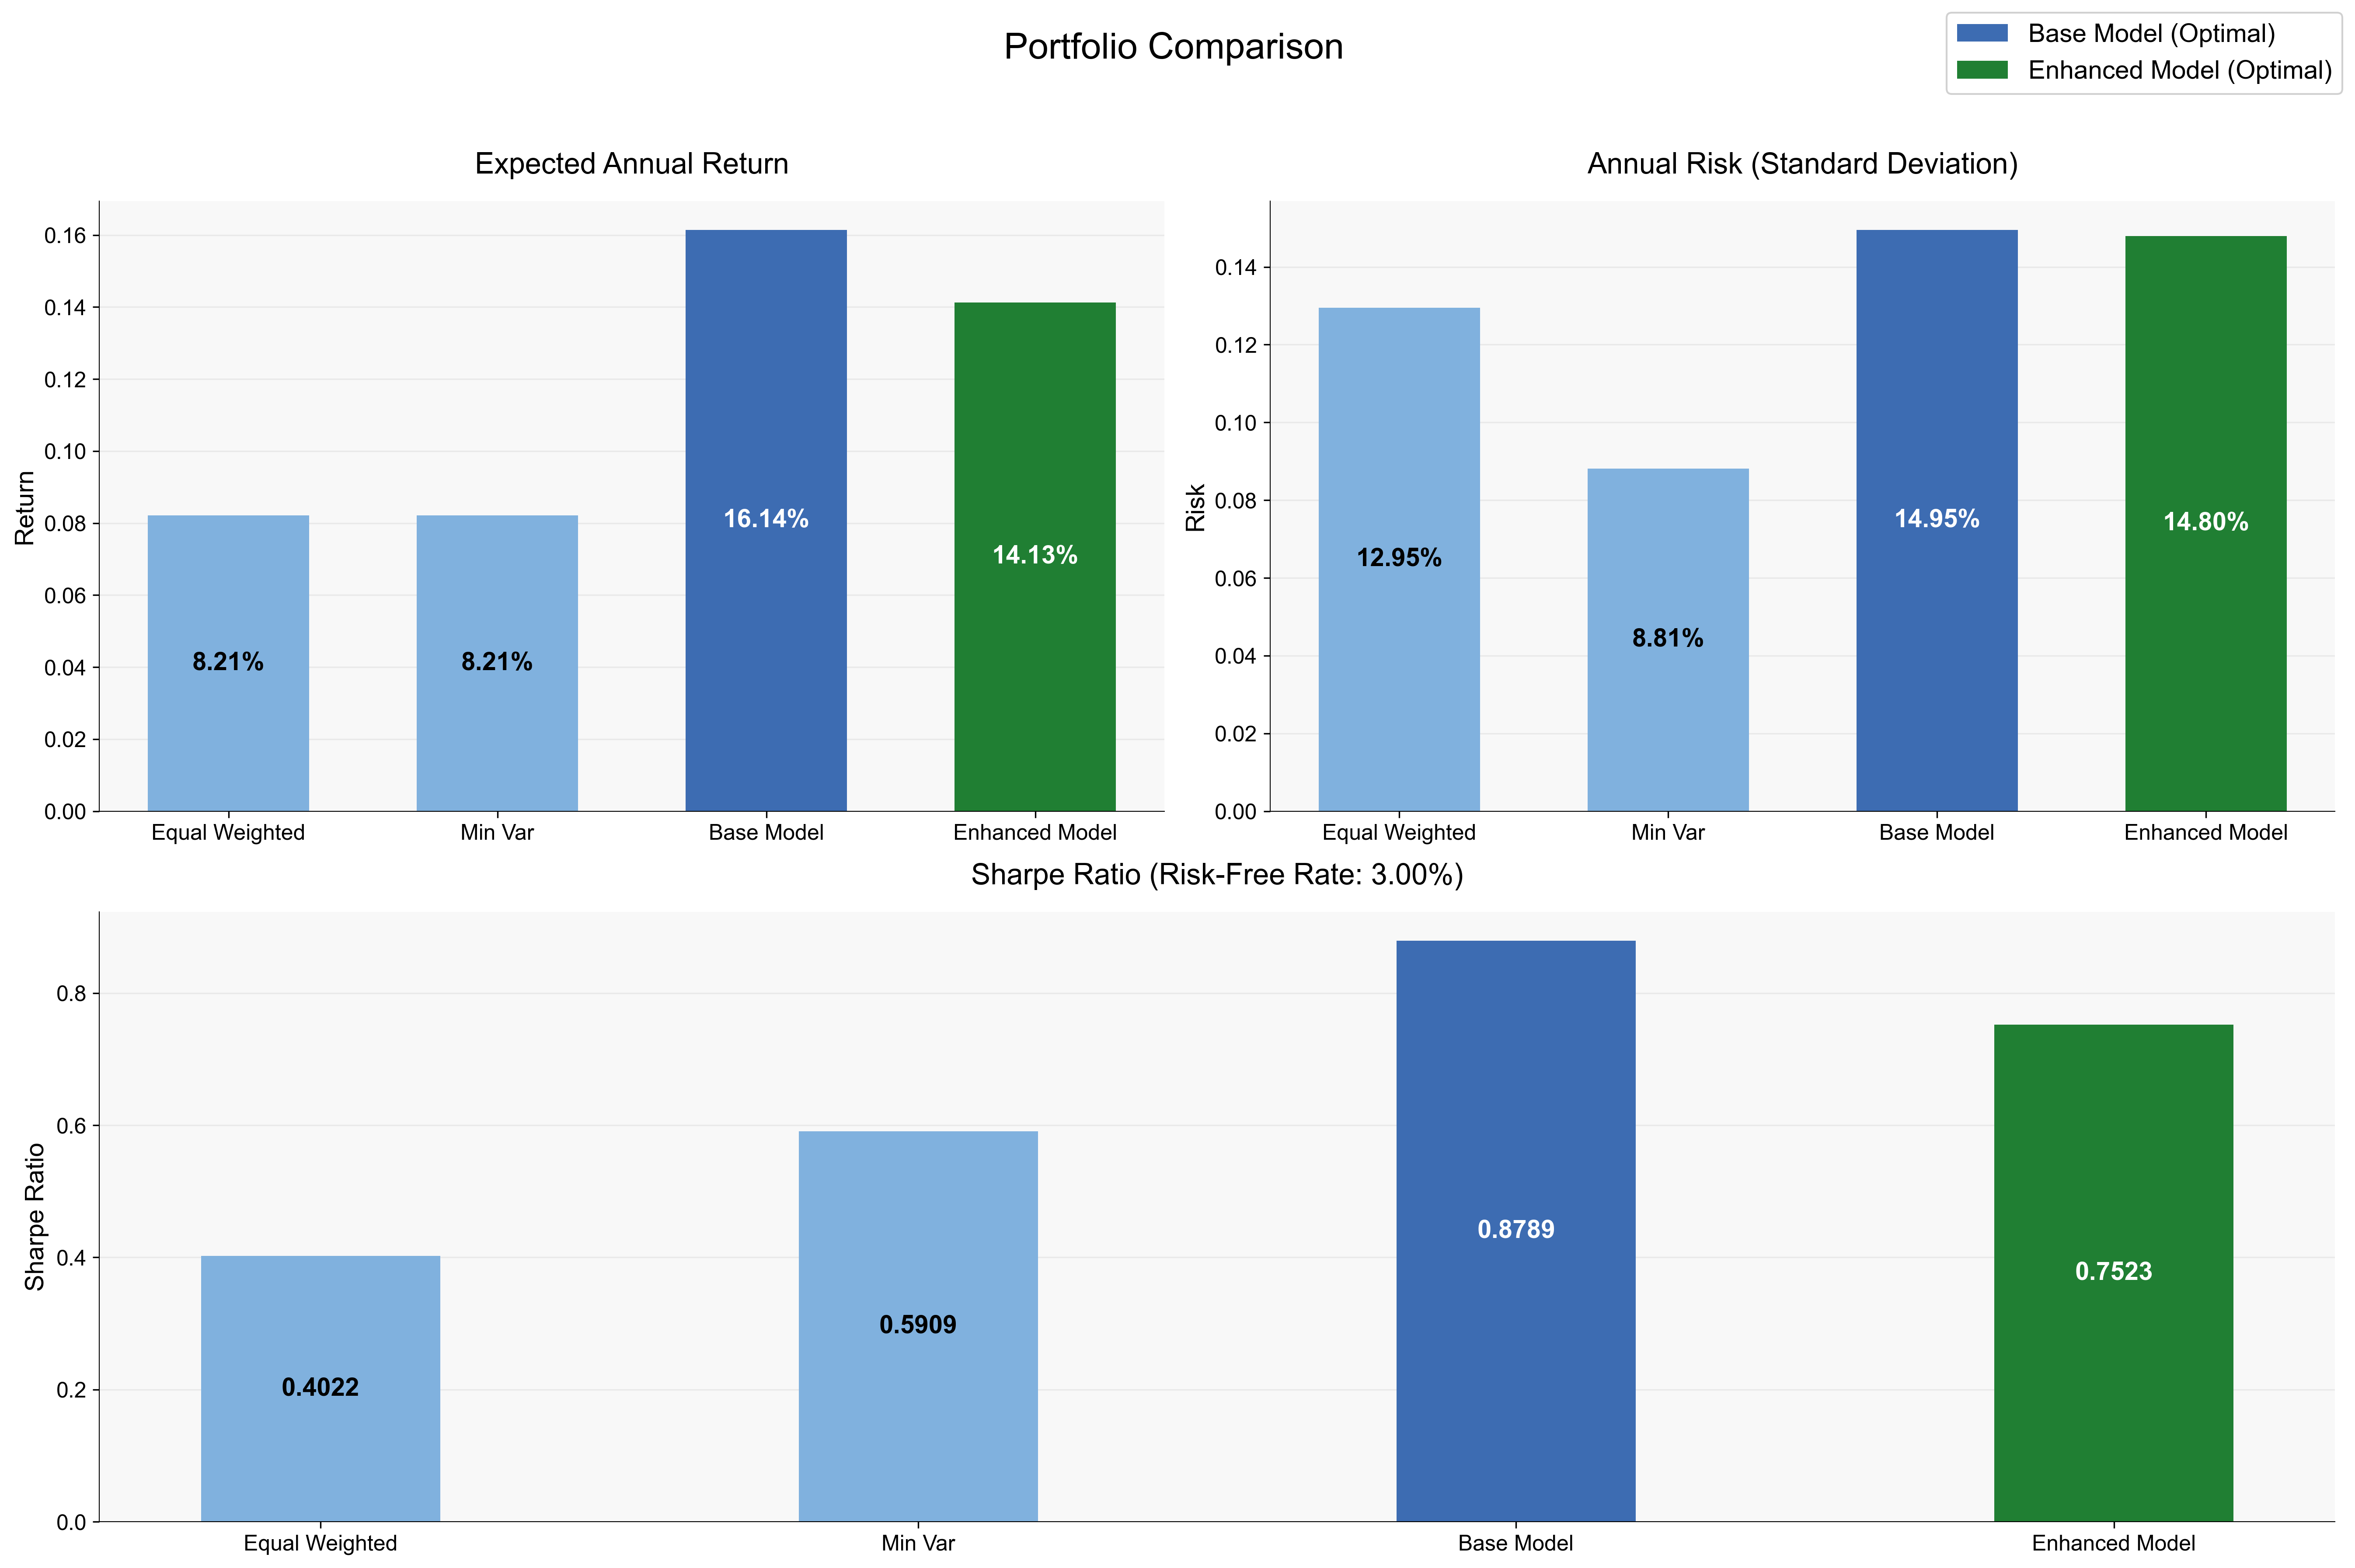 Portfolio Comparison
Base Model (Optimal)
Enhanced Model (Optimal)
Expected Annual Return
Return
0.16
0.14
0.12
0.10
0.08
0.06
0.04
0.02
0.00
8.21%
8.21%
16.14%
14.13%
Equal Weighted
Min Var
Base Model
Enhanced Model
Annual Risk (Standard Deviation)
Risk
0.14
0.12
0.10
0.08
0.06
0.04
0.02
0.00
12.95%
8.81%
14.95%
14.80%
Equal Weighted
Min Var
Base Model
Enhanced Model
Sharpe Ratio (Risk-Free Rate: 3.00%)
Sharpe Ratio
0.8
0.6
0.4
0.2
0.0
0.4022
0.5909
0.8789
0.7523
Equal Weighted
Min Var
Base Model
Enhanced Model